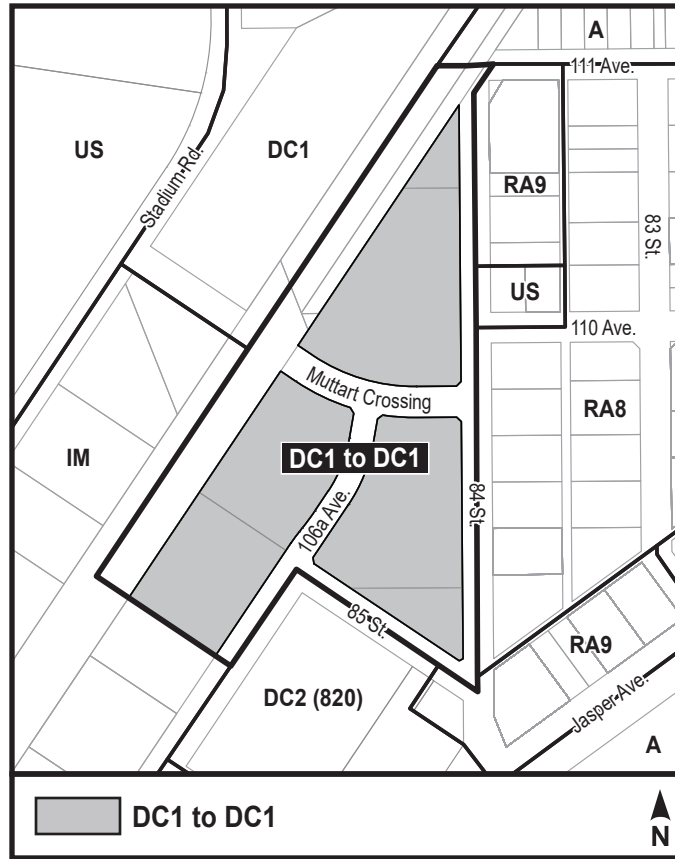 A
111 Ave.
US
DC1
Stadium Rd.
RA9
83 St.
US
110 Ave.
Muttart Crossing
RA8
IM
DC1 to DC1
84 St.
106a Ave.
85 St.
RA9
DC2 (820)
Jasper Ave.
A
DC1 to DC1
N